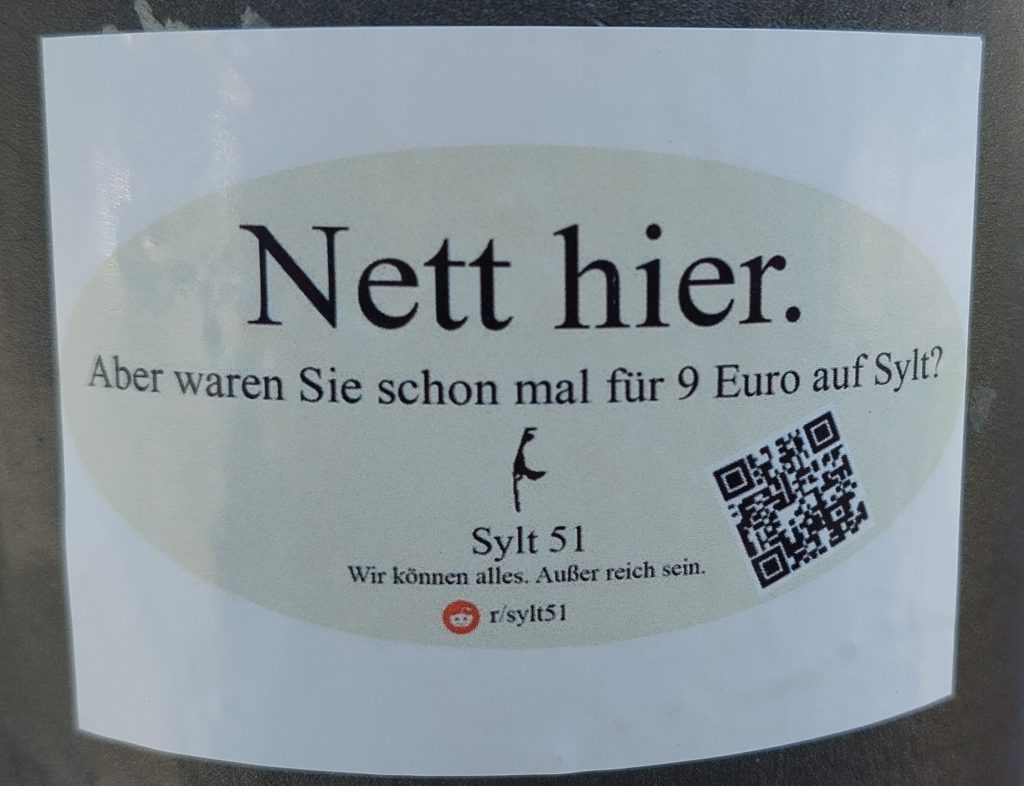 Nett hier.
Aber waren Sie schon mal für 9 Euro auf Sylt?
Sylt 51
Wir können alles. Außer reich sein.
r/sylt51